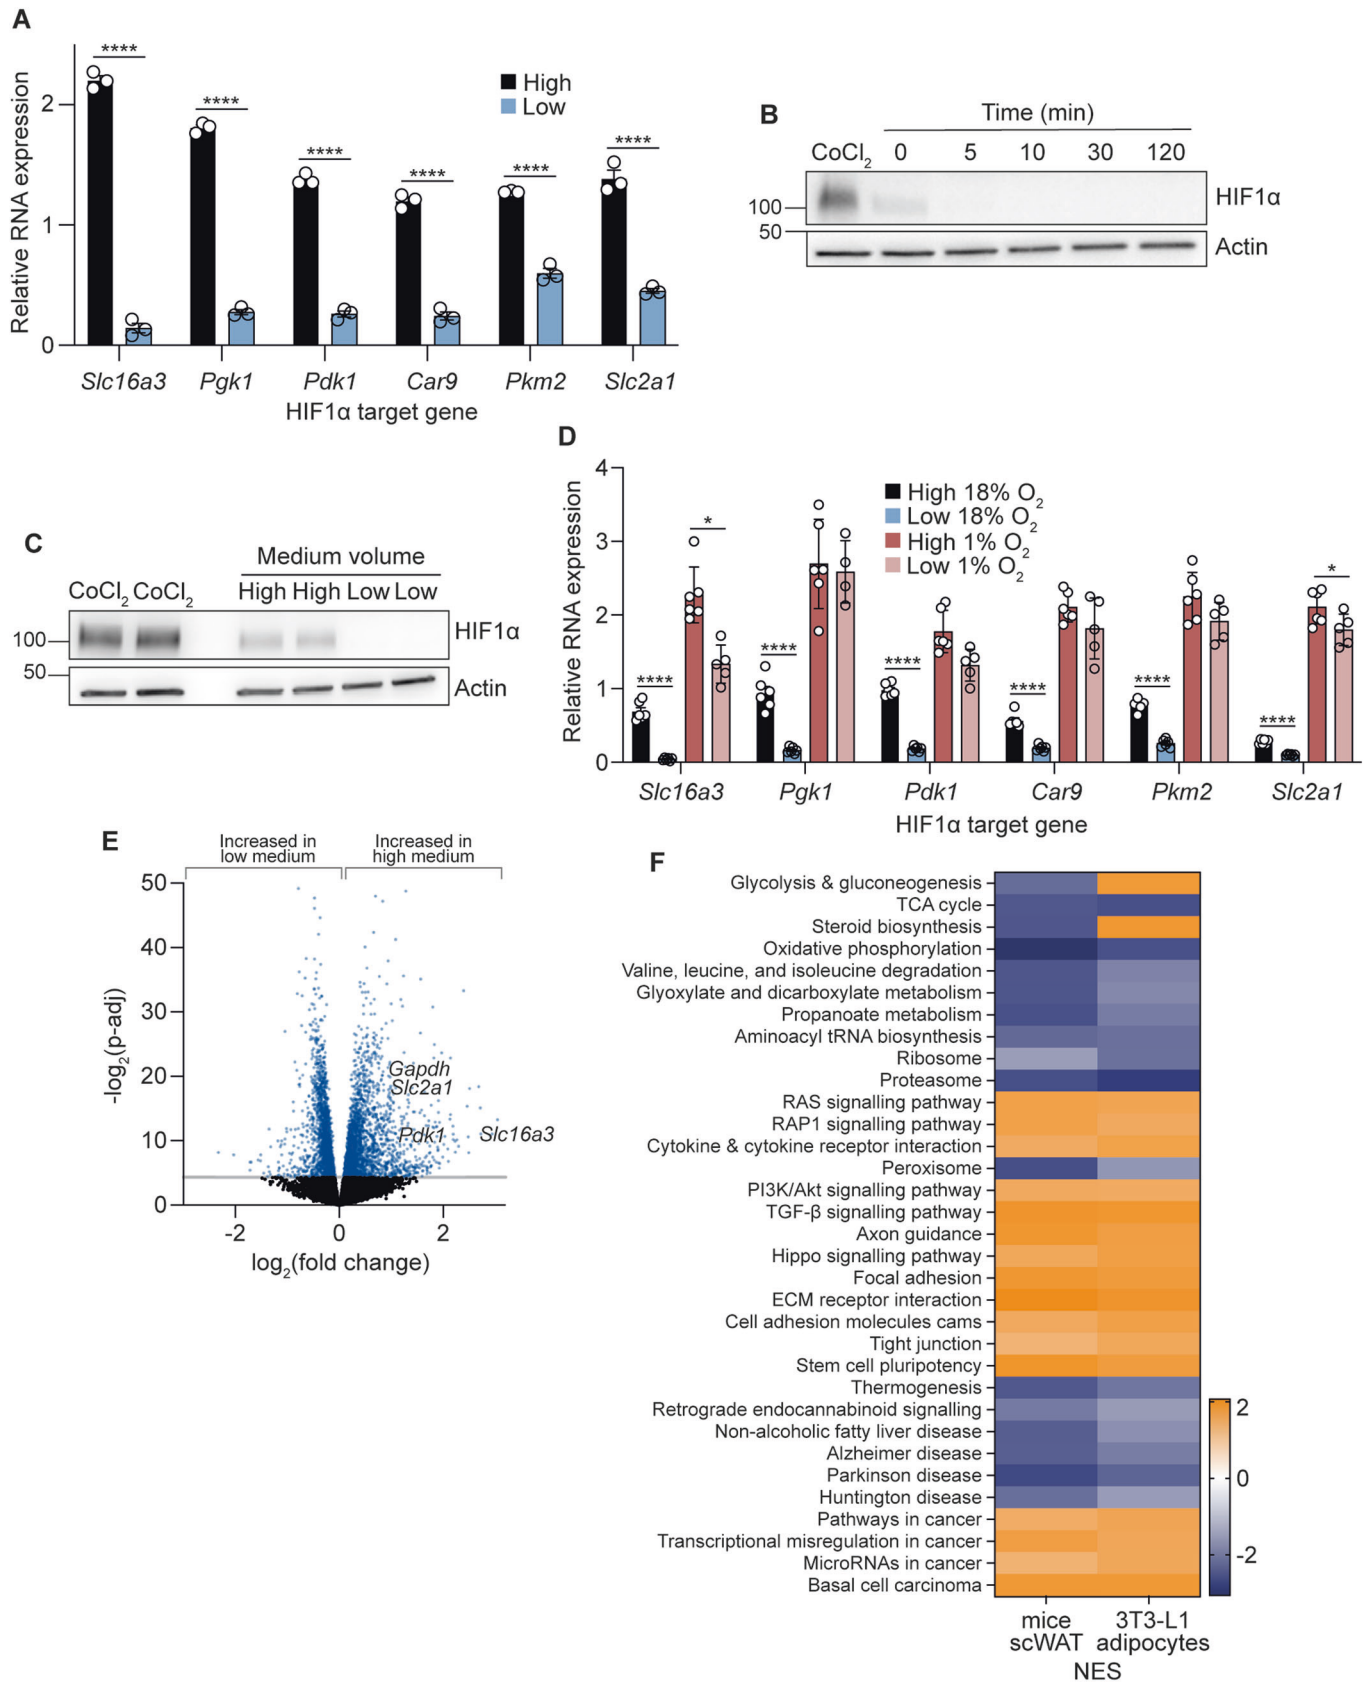 A
Relative RNA expression
2
1
0
****
****
****
****
****
****
High
Low
Slc16a3 Pgk1 Pdk1 Car9 Pkm2 Slc2a1
HIF1α target gene
B
Time (min)
CoCl2 0 5 10 30 120
100
HIF1α
50
Actin
C
Medium volume
CoCl2 CoCl2 High High Low Low
100
HIF1α
50
Actin
D
Relative RNA expression
4
3
2
1
0
High 18% O2
Low 18% O2
High 1% O2
Low 1% O2
****
*
****
****
****
****
****
*
Slc16a3 Pgk1 Pdk1 Car9 Pkm2 Slc2a1
HIF1α target gene
E
Increased in
low medium
Increased in
high medium
-log2(p-adj)
50
40
30
20
10
0
Gapdh
Slc2a1
Pdk1
Slc16a3
-2 0 2
log2(fold change)
F
Glycolysis & gluconeogenesis
TCA cycle
Steroid biosynthesis
Oxidative phosphorylation
Valine, leucine, and isoleucine degradation
Glyoxylate and dicarboxylate metabolism
Propanoate metabolism
Aminoacyl tRNA biosynthesis
Ribosome
Proteasome
RAS signalling pathway
RAP1 signalling pathway
Cytokine & cytokine receptor interaction
Peroxisome
PI3K/Akt signalling pathway
TGF-β signalling pathway
Axon guidance
Hippo signalling pathway
Focal adhesion
ECM receptor interaction
Cell adhesion molecules cams
Tight junction
Stem cell pluripotency
Thermogenesis
Retrograde endocannabinoid signalling
Non-alcoholic fatty liver disease
Alzheimer disease
Parkinson disease
Huntington disease
Pathways in cancer
Transcriptional misregulation in cancer
MicroRNAs in cancer
Basal cell carcinoma
2
0
-2
mice
scWAT
3T3-L1
adipocytes
NES